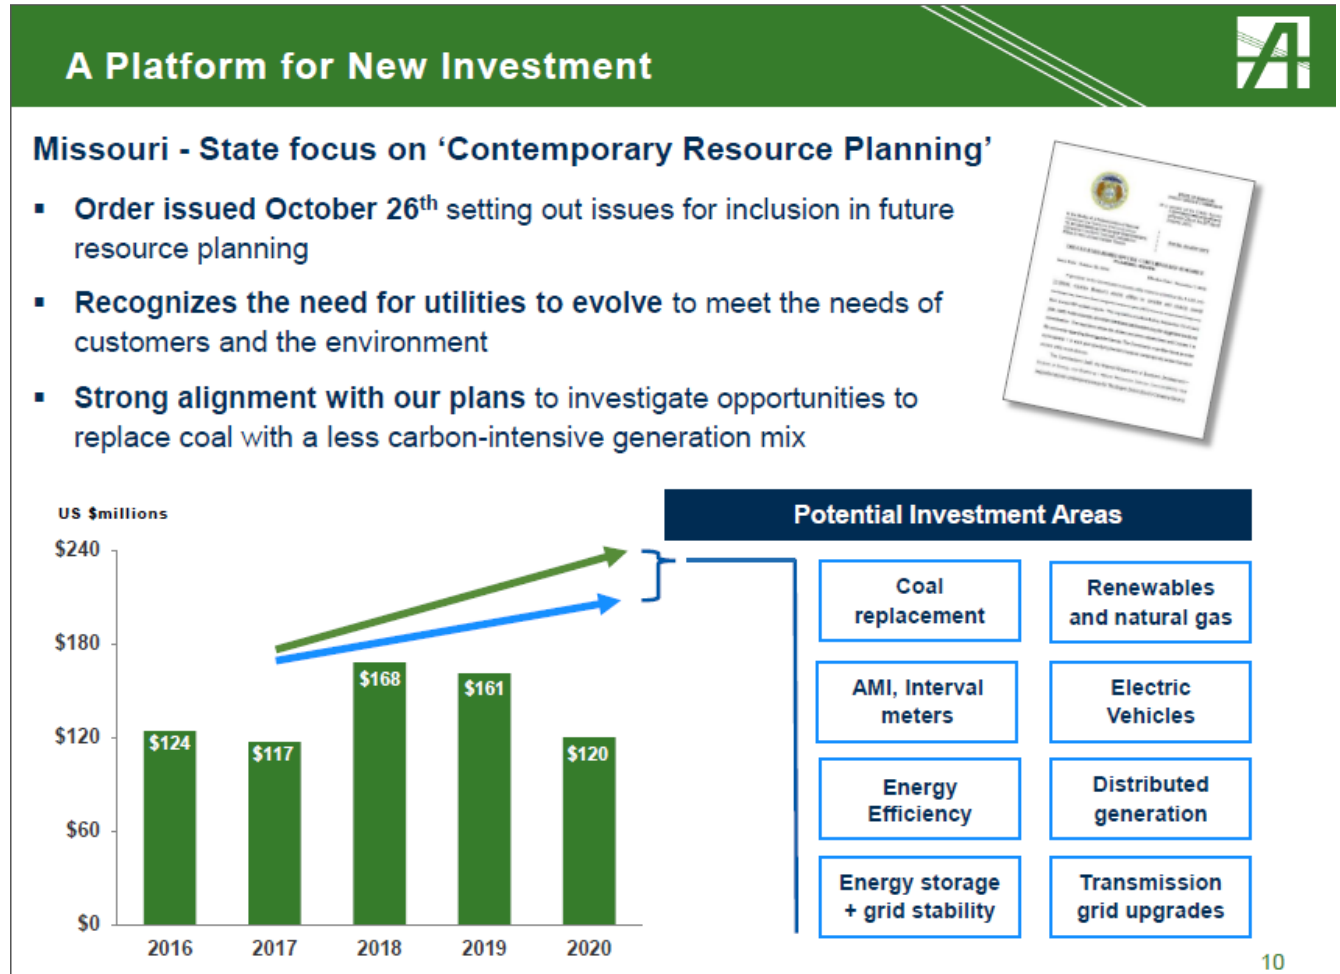 A Platform for New Investment
Missouri - State focus on ‘Contemporary Resource Planning’
▪ Order issued October 26th setting out issues for inclusion in future
resource planning
▪ Recognizes the need for utilities to evolve to meet the needs of
customers and the environment
▪ Strong alignment with our plans to investigate opportunities to
replace coal with a less carbon-intensive generation mix
US $millions
$240
$180
$120
$60
$0
$124
$117
$168
$161
$120
2016
2017
2018
2019
2020
Potential Investment Areas
Coal
replacement
Renewables
and natural gas
AMI, Interval
meters
Electric
Vehicles
Energy
Efficiency
Distributed
generation
Energy storage
+ grid stability
Transmission
grid upgrades
10